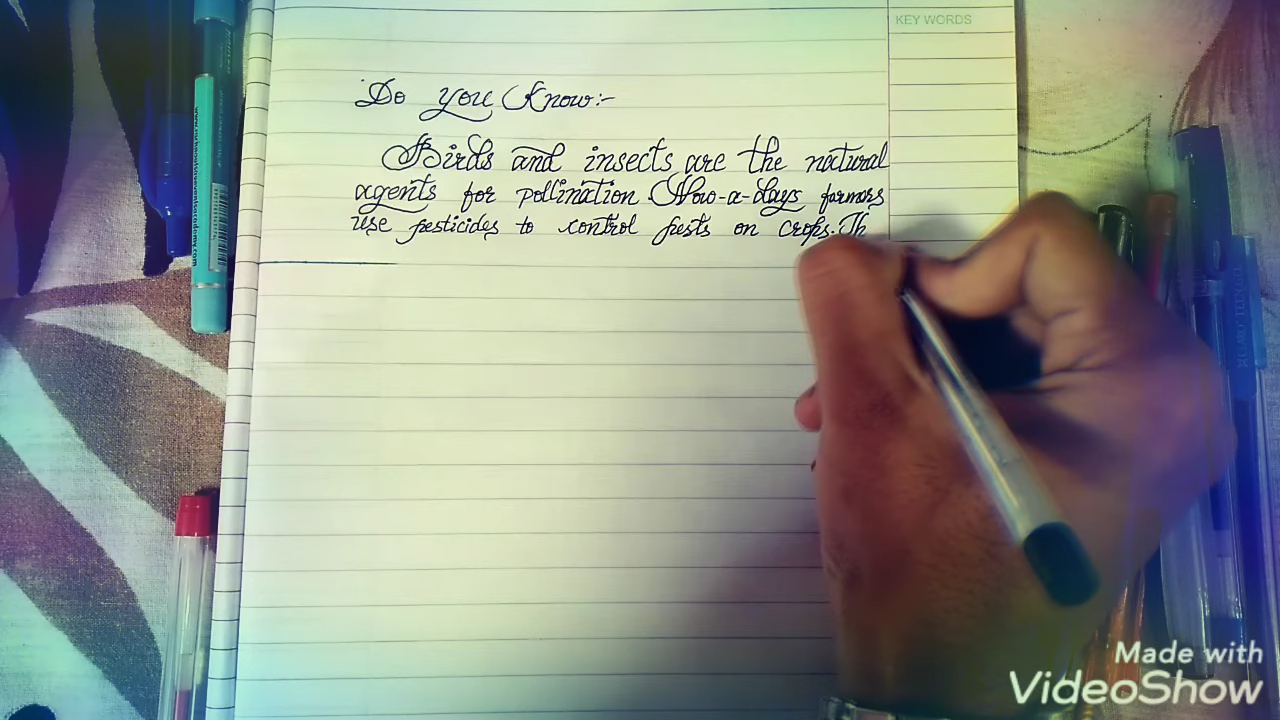 KEY WORDS
Do you Know:-
Birds and insects are the natural
agents for pollination. Now-a-days farmers
use pesticides to control pests on crops. Th
Made with
VideoShow